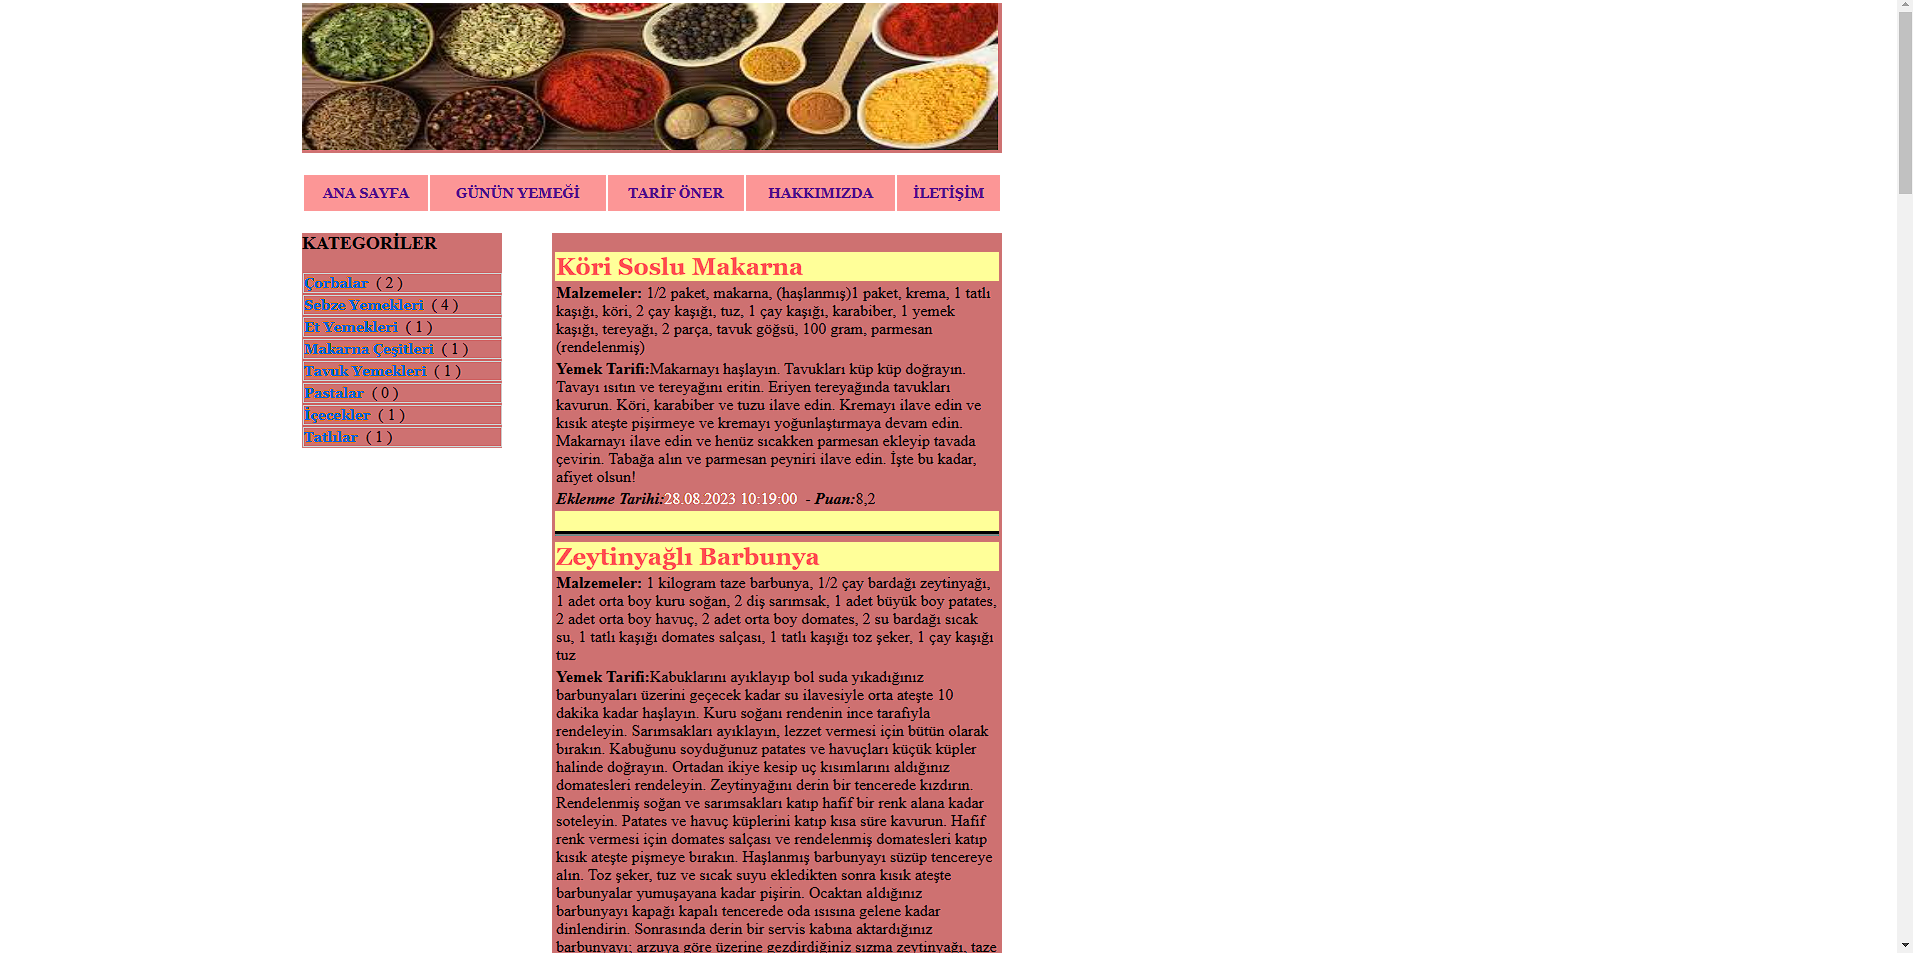 ANA SAYFA GÜNÜN YEMEĞİ TARİF ÖNER HAKKIMIZDA İLETİŞİM
KATEGORİLER
Çorbalar ( 2 )
Sebze Yemekleri ( 4 )
Et Yemekleri ( 1 )
Makarna Çeşitleri ( 1 )
Tavuk Yemekleri ( 1 )
Pastalar ( 0 )
İçecekler ( 1 )
Tatlılar ( 1 )
Köri Soslu Makarna
Malzemeler: 1/2 paket, makarna, (haşlanmış)1 paket, krema, 1 tatlı
kaşığı, köri, 2 çay kaşığı, tuz, 1 çay kaşığı, karabiber, 1 yemek
kaşığı, tereyağı, 2 parça, tavuk göğsü, 100 gram, parmesan
(rendelenmiş)
Yemek Tarifi:Makarnayı haşlayın. Tavukları küp küp doğrayın.
Tavayı ısıtın ve tereyağını eritin. Eriyen tereyağında tavukları
kavurun. Köri, karabiber ve tuzu ilave edin. Kremayı ilave edin ve
kısık ateşte pişirmeye ve kremayı yoğunlaştırmaya devam edin.
Makarnayı ilave edin ve henüz sıcakken parmesan ekleyip tavada
çevirin. Tabağa alın ve parmesan peyniri ilave edin. İşte bu kadar,
afiyet olsun!
Eklenme Tarihi:28.08.2023 10:19:00 - Puan:8,2
Zeytinyağlı Barbunya
Malzemeler: 1 kilogram taze barbunya, 1/2 çay bardağı zeytinyağı,
1 adet orta boy kuru soğan, 2 diş sarımsak, 1 adet büyük boy patates,
2 adet orta boy havuç, 2 adet orta boy domates, 2 su bardağı sıcak
su, 1 tatlı kaşığı domates salçası, 1 tatlı kaşığı toz şeker, 1 çay kaşığı
tuz
Yemek Tarifi:Kabuklarını ayıklayıp bol suda yıkadığınız
barbunyaları üzerini geçecek kadar su ilavesiyle orta ateşte 10
dakika kadar haşlayın. Kuru soğanı rendenin ince tarafıyla
rendeleyin. Sarımsakları ayıklayın, lezzet vermesi için bütün olarak
bırakın. Kabuğunu soyduğunuz patates ve havuçları küçük küpler
halinde doğrayın. Ortadan ikiye kesip uç kısımlarını aldığınız
domatesleri rendeleyin. Zeytinyağını derin bir tencerede kızdırın.
Rendelenmiş soğan ve sarımsakları katıp hafif bir renk alana kadar
soteleyin. Patates ve havuç küplerini katıp kısa süre kavurun. Hafif
renk vermesi için domates salçası ve rendelenmiş domatesleri katıp
kısık ateşte pişmeye bırakın. Haşlanmış barbunyayı süzüp tencereye
alın. Toz şeker, tuz ve sıcak suyu ekledikten sonra kısık ateşte
barbunyalar yumuşayana kadar pişirin. Ocaktan aldığınız
barbunyayı kapağı kapalı tencerede oda ısısına gelene kadar
dinlendirin. Sonrasında derin bir servis kabına aktardığınız
barbunyayı; arzuya göre üzerine gezdirdiğiniz sızma zeytinyağı, taze